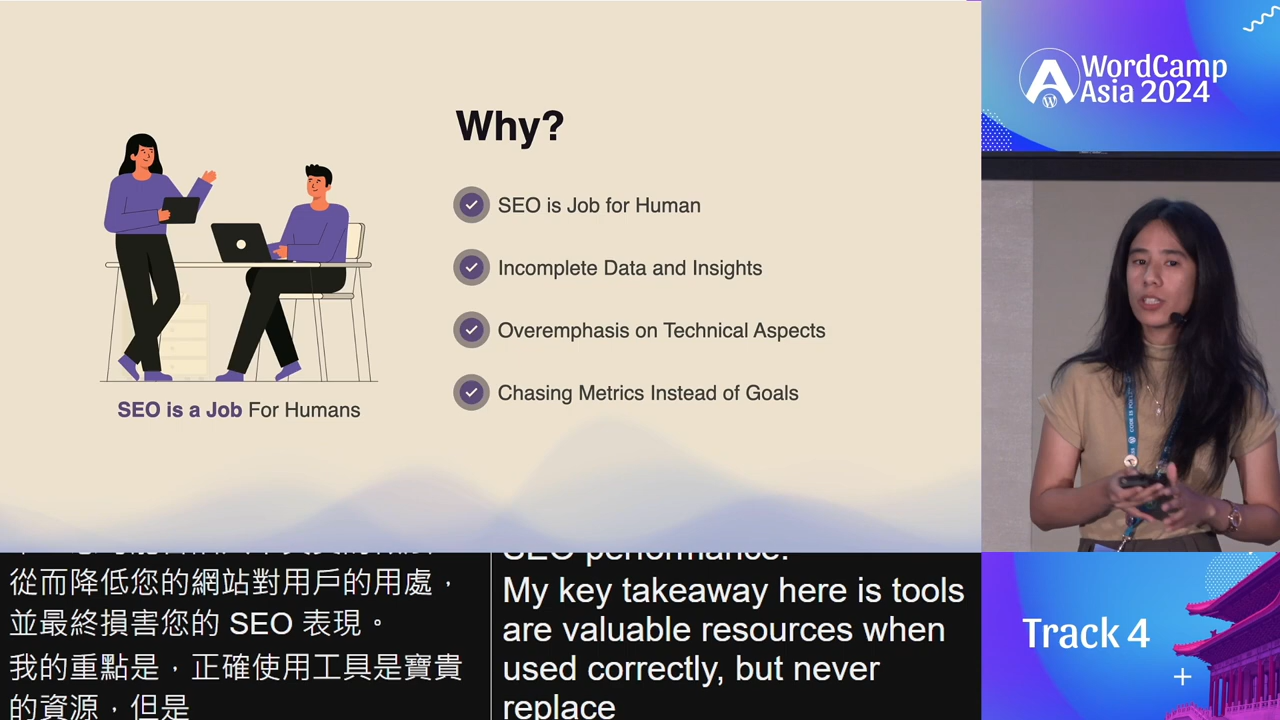 Why?
SEO is Job for Human
Incomplete Data and Insights
Overemphasis on Technical Aspects
Chasing Metrics Instead of Goals
SEO is a Job For Humans
從而降低您的網站對用戶的用處，
並最終損害您的 SEO 表現。
我的重點是，正確使用工具是寶貴
的資源，但是
SEO performance.
My key takeaway here is tools
are valuable resources when
used correctly, but never
replace
WordCamp
Asia 2024
Track 4